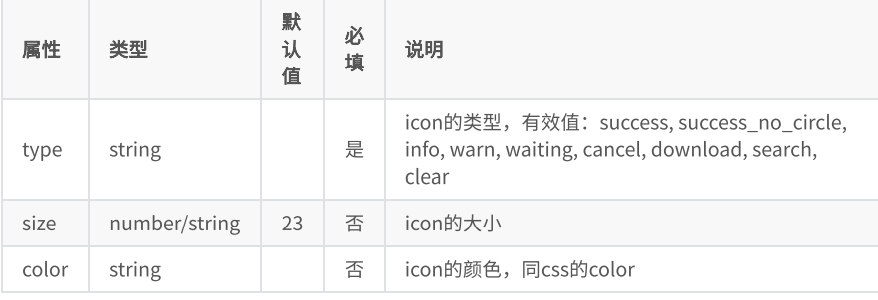 属性 类型 默认值 必填 说明
type string 是 icon的类型，有效值：success, success_no_circle,
info, warn, waiting, cancel, download, search,
clear
size number/string 23 否 icon的大小
color string 否 icon的颜色，同css的color